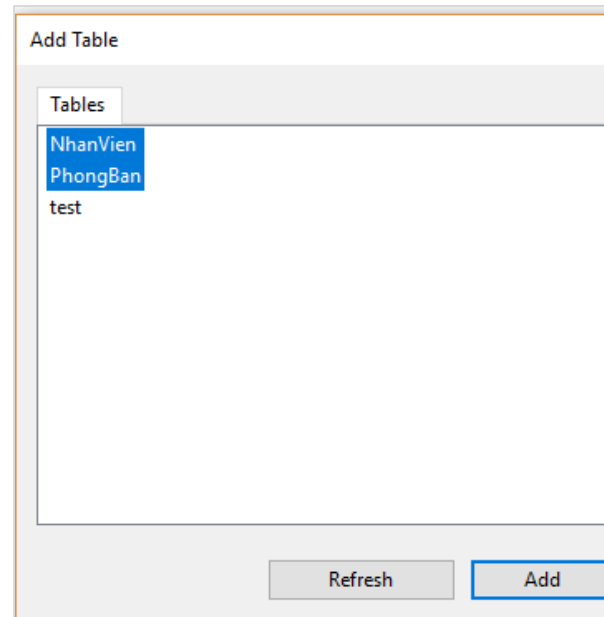 Add Table
Tables
NhanVien
PhongBan
test
Refresh
Add